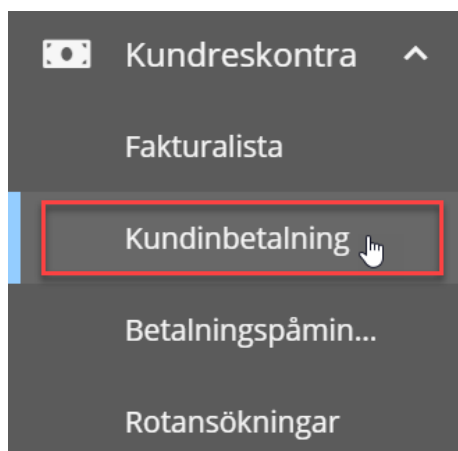 Kundreskontra
Fakturalista
Kundinbetalning
Betalningspåmin...
Rotansökningar